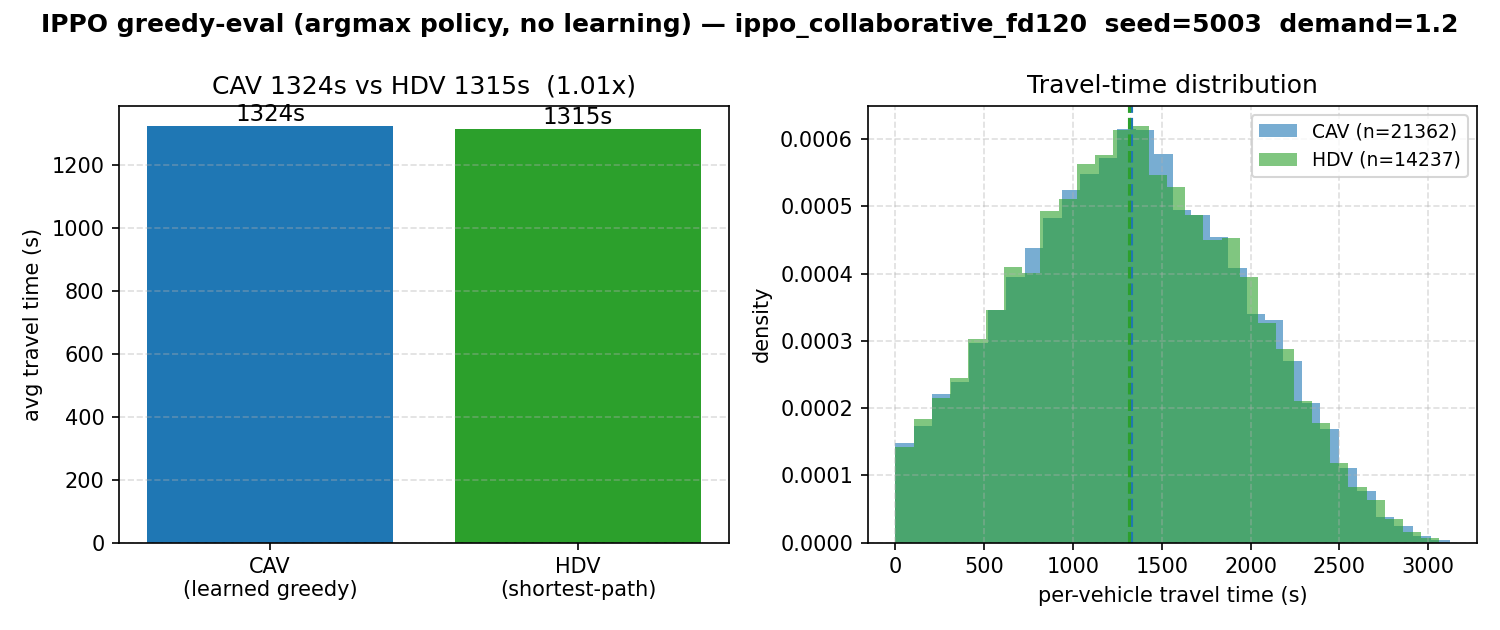 IPPO greedy-eval (argmax policy, no learning) — ippo_collaborative_fd120  seed=5003  demand=1.2
CAV 1324s vs HDV 1315s  (1.01x)
1324s
1315s
avg travel time (s)
1200
1000
800
600
400
200
0
CAV
(learned greedy)
HDV
(shortest-path)
Travel-time distribution
CAV (n=21362)
HDV (n=14237)
density
0.0006
0.0005
0.0004
0.0003
0.0002
0.0001
0.0000
0 500 1000 1500 2000 2500 3000
per-vehicle travel time (s)